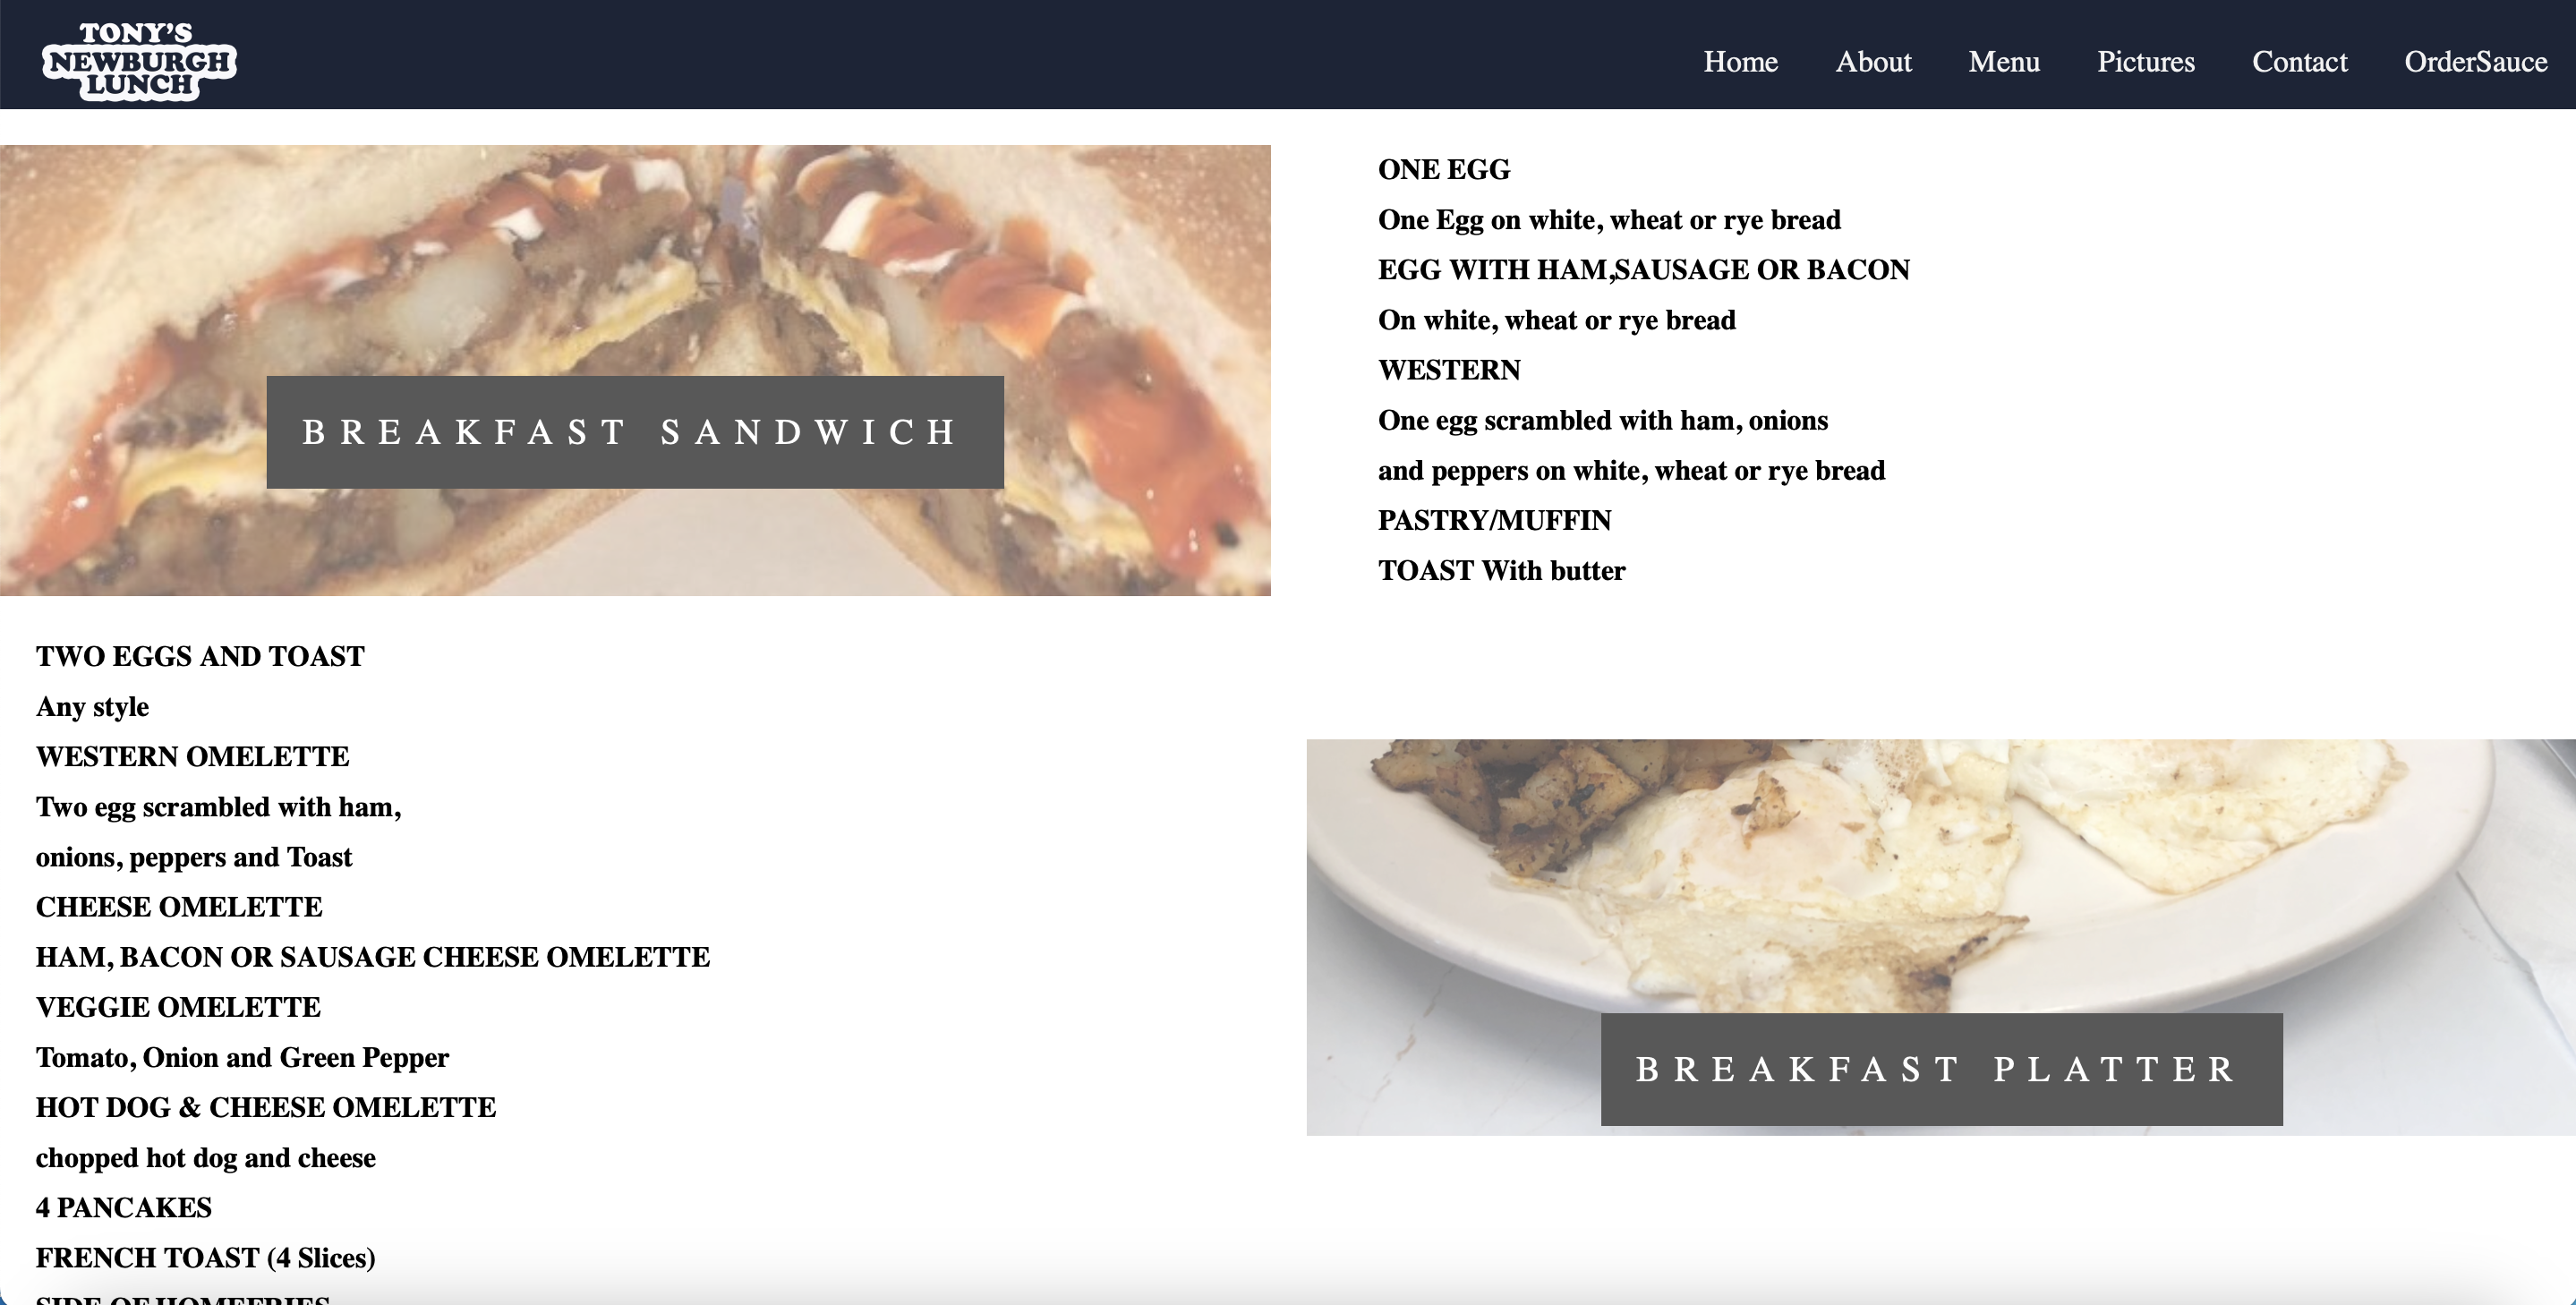 TONY'S
NEWBURGH
LUNCH
Home About Menu Pictures Contact OrderSauce
BREAKFAST SANDWICH
ONE EGG
One Egg on white, wheat or rye bread
EGG WITH HAM,SAUSAGE OR BACON
On white, wheat or rye bread
WESTERN
One egg scrambled with ham, onions
and peppers on white, wheat or rye bread
PASTRY/MUFFIN
TOAST With butter
TWO EGGS AND TOAST
Any style
WESTERN OMELETTE
Two egg scrambled with ham,
onions, peppers and Toast
CHEESE OMELETTE
HAM, BACON OR SAUSAGE CHEESE OMELETTE
VEGGIE OMELETTE
Tomato, Onion and Green Pepper
HOT DOG & CHEESE OMELETTE
chopped hot dog and cheese
4 PANCAKES
FRENCH TOAST (4 Slices)
SIDE OF HOMEFRIES
BREAKFAST PLATTER